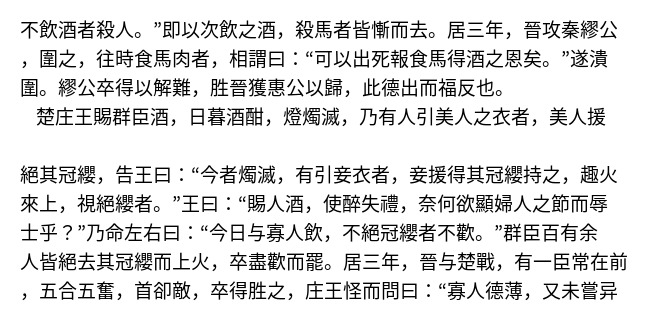 不飲酒者殺人。”即以次飲之酒，殺馬者皆慚而去。居三年，晉攻秦繆公
，圍之，往時食馬肉者，相謂曰：“可以出死報食馬得酒之恩矣。”遂潰
圍。繆公卒得以解難，胜晉獲惠公以歸，此德出而福反也。
楚庄王賜群臣酒，日暮酒酣，燈燭滅，乃有人引美人之衣者，美人援
絕其冠纓，告王曰：“今者燭滅，有引妾衣者，妾援得其冠纓持之，趣火
來上，視絕纓者。”王曰：“賜人酒，使醉失禮，奈何欲顯婦人之節而辱
士乎？”乃命左右曰：“今日与寡人飲，不絕冠纓者不歡。”群臣百有余
人皆絕去其冠纓而上火，卒盡歡而罷。居三年，晉与楚戰，有一臣常在前
，五合五奮，首卻敵，卒得胜之，庄王怪而問曰：“寡人德薄，又未嘗异